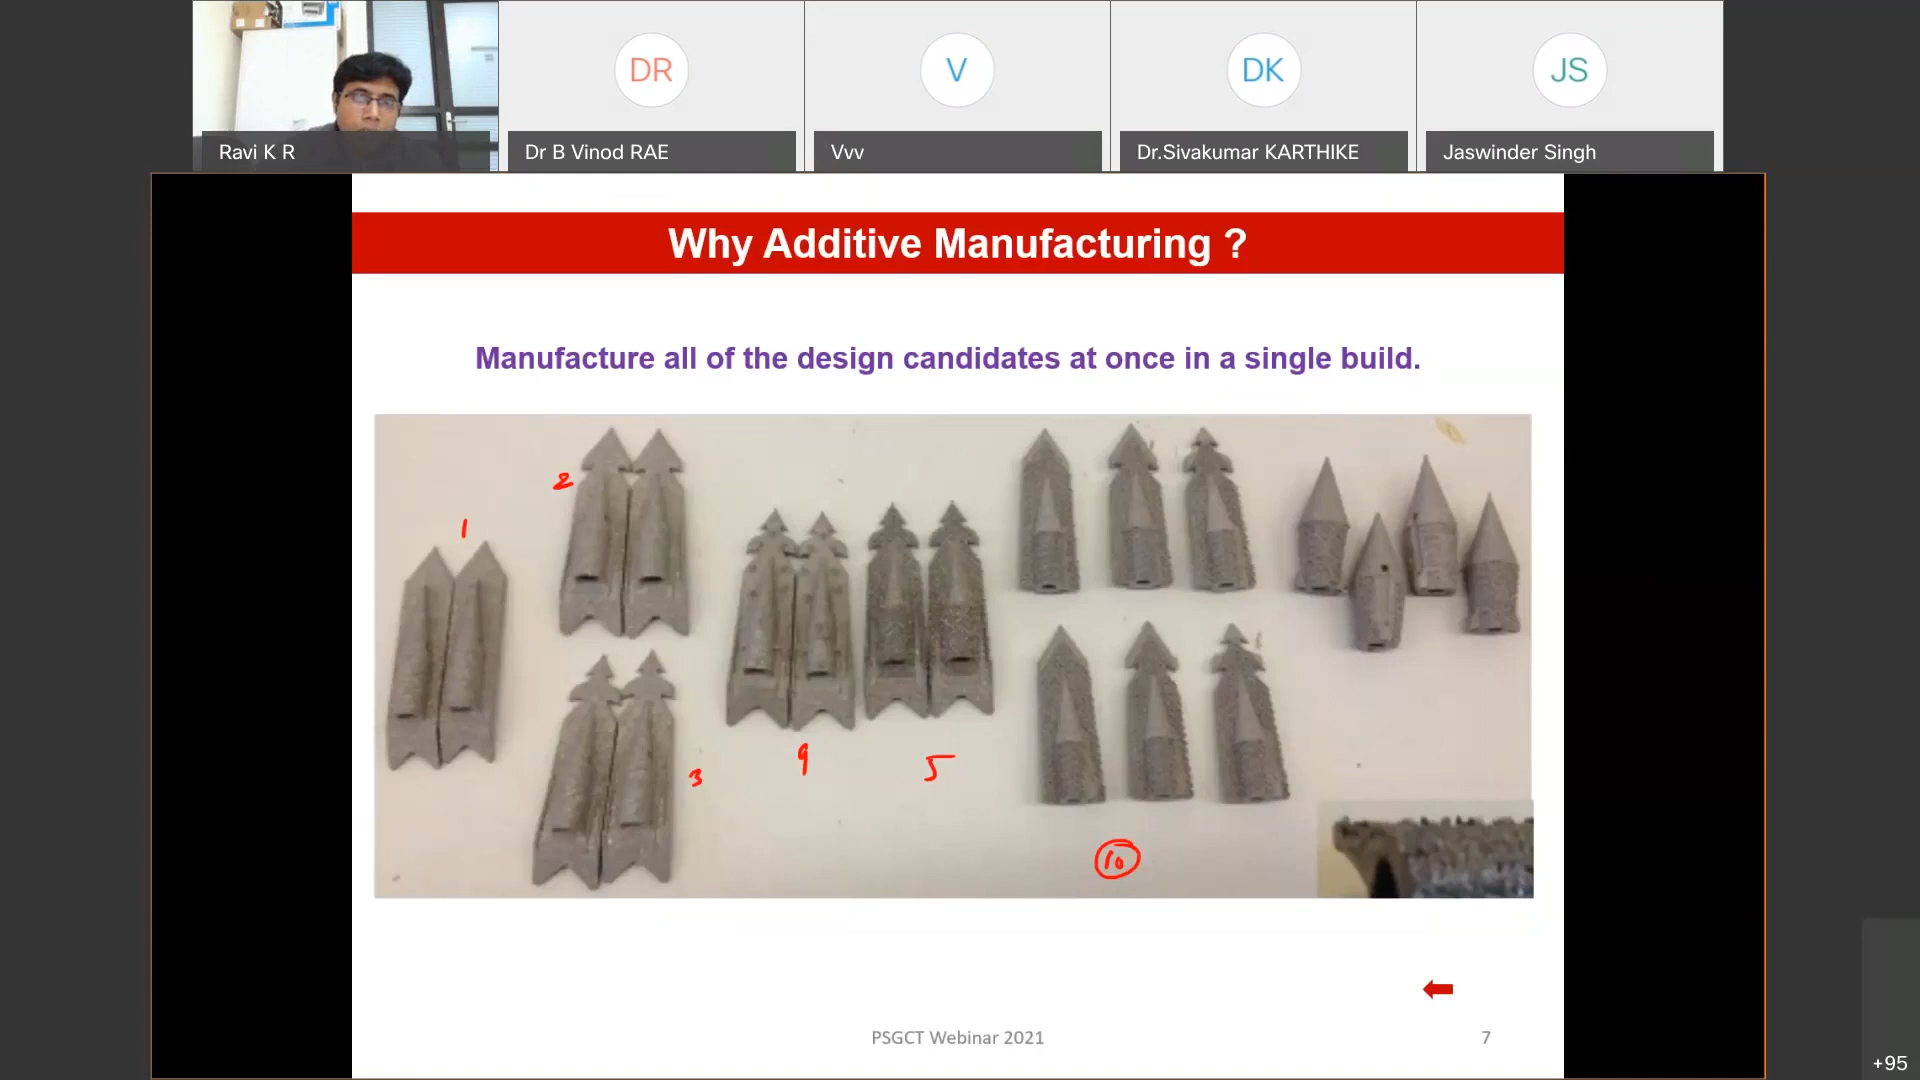 DR
V
DK
JS
Ravi K R
Dr B Vinod RAE
Vvv
Dr.Sivakumar KARTHIKE
Jaswinder Singh
Why Additive Manufacturing ?
Manufacture all of the design candidates at once in a single build.
1
2
3
4
5
10
PSGCT Webinar 2021
7
+95